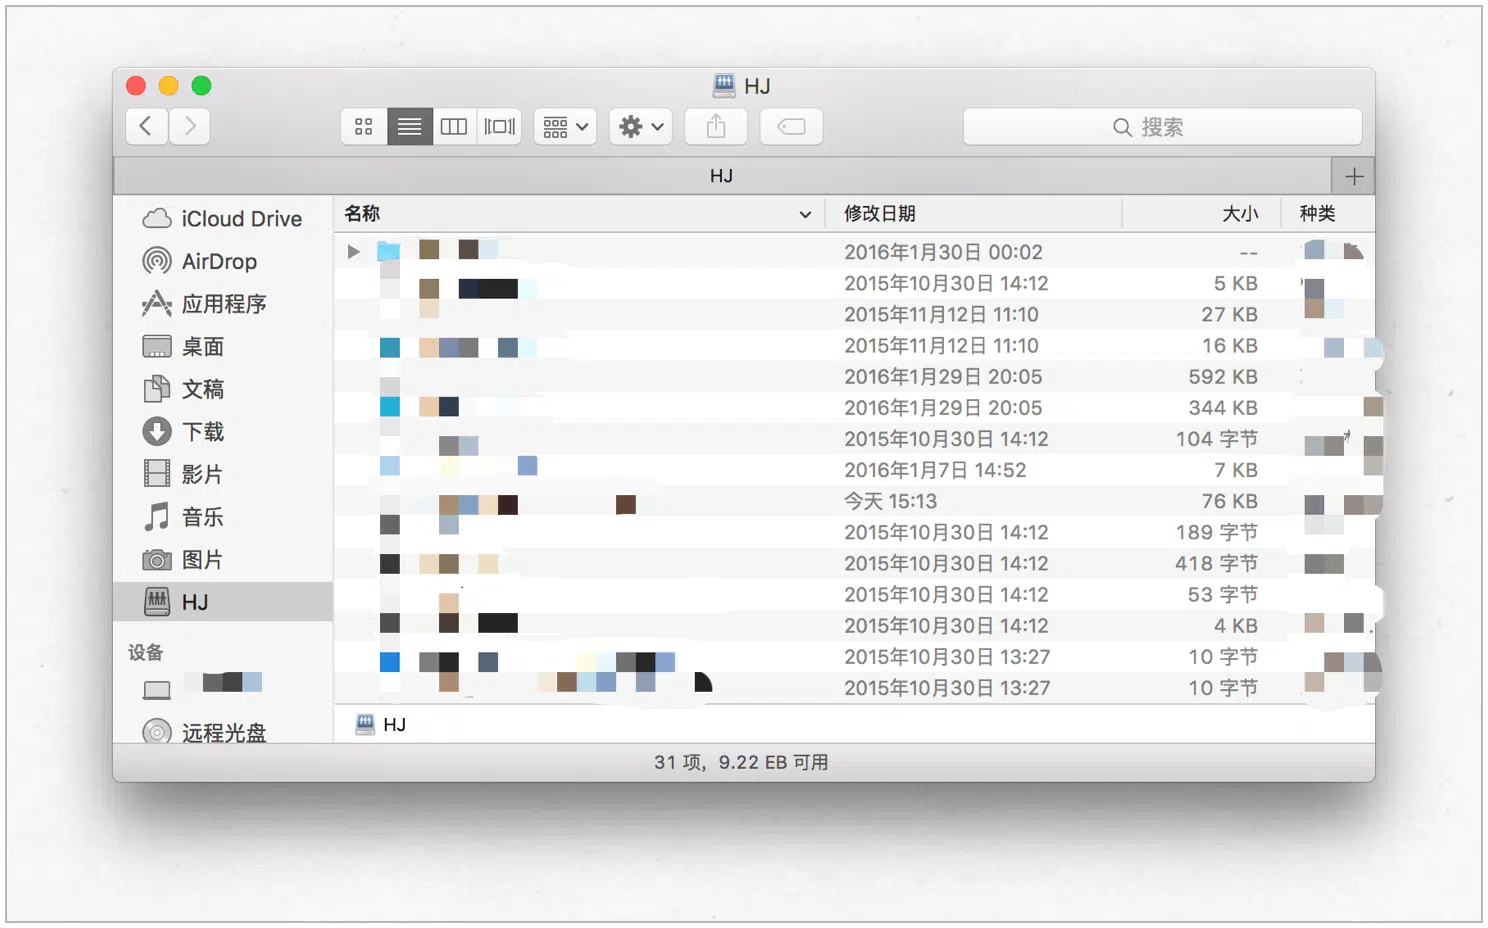 HJ
搜索
HJ
iCloud Drive
AirDrop
应用程序
桌面
文稿
下载
影片
音乐
图片
HJ
设备
远程光盘
名称 修改日期 大小 种类
2016年1月30日 00:02 --
2015年10月30日 14:12 5 KB
2015年11月12日 11:10 27 KB
2015年11月12日 11:10 16 KB
2016年1月29日 20:05 592 KB
2016年1月29日 20:05 344 KB
2015年10月30日 14:12 104 字节
2016年1月7日 14:52 7 KB
今天 15:13 76 KB
2015年10月30日 14:12 189 字节
2015年10月30日 14:12 418 字节
2015年10月30日 14:12 53 字节
2015年10月30日 14:12 4 KB
2015年10月30日 13:27 10 字节
2015年10月30日 13:27 10 字节
HJ
31 项，9.22 EB 可用